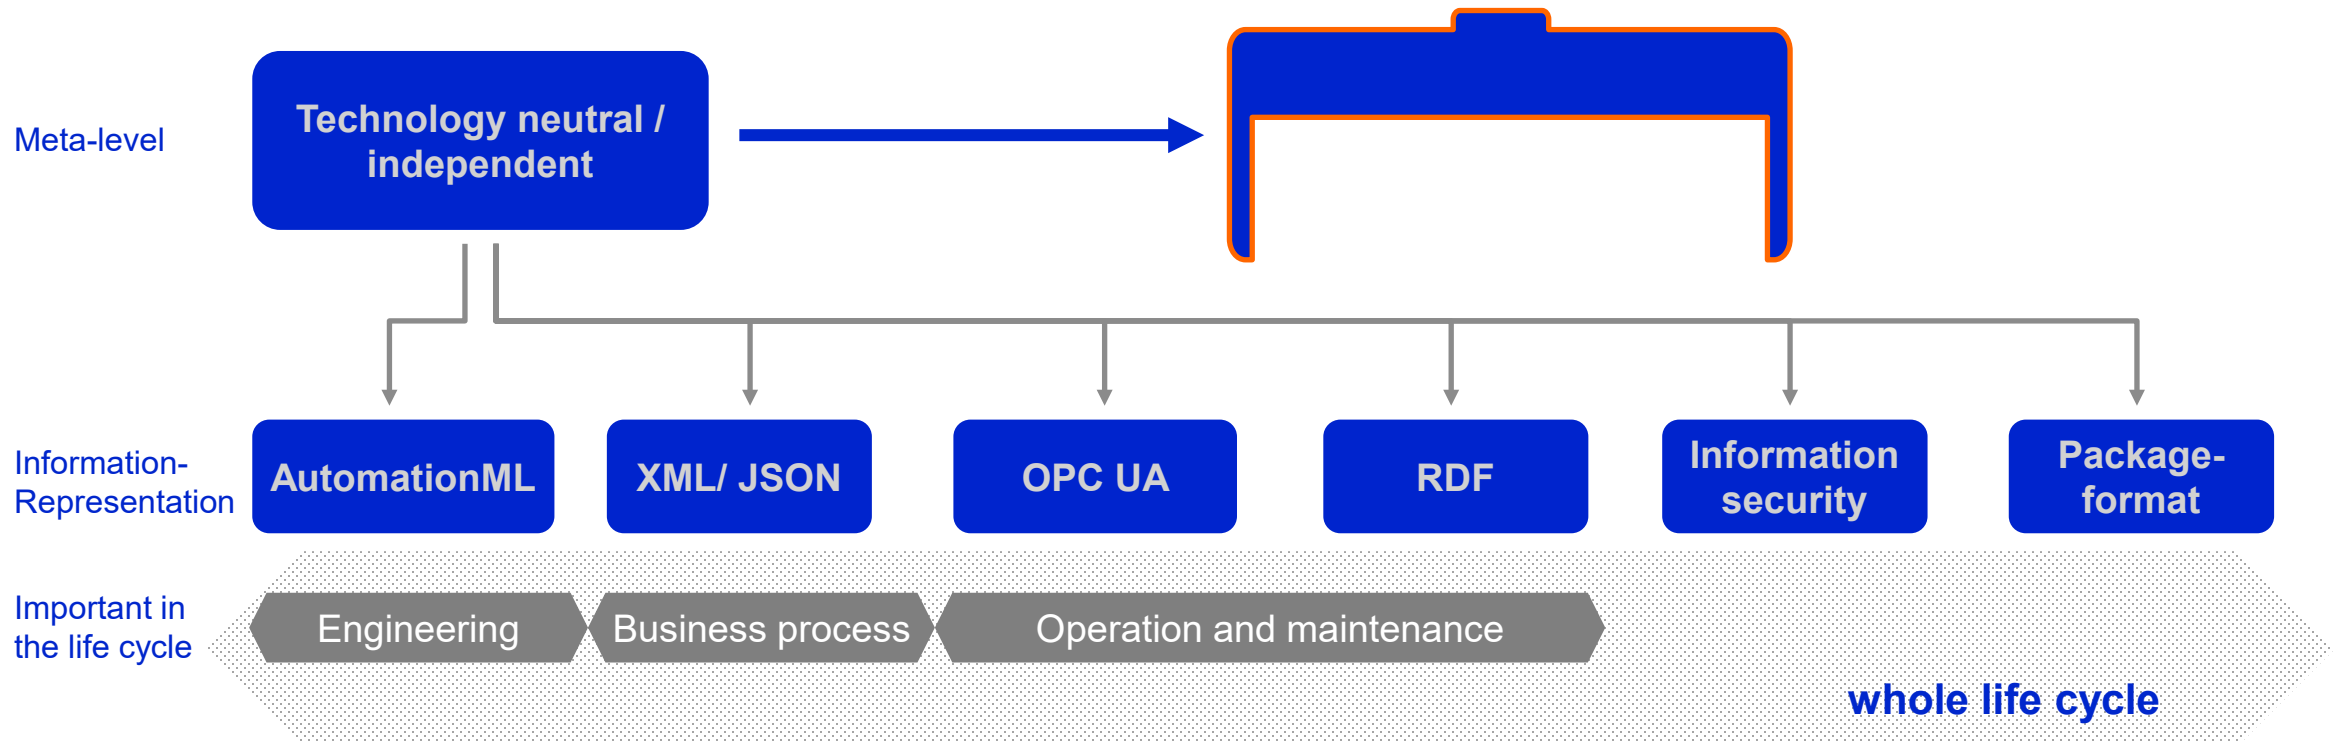 Meta-level
Technology neutral /
independent
Information-
Representation
AutomationML
XML/ JSON
OPC UA
RDF
Information
security
Package-
format
Important in
the life cycle
Engineering
Business process
Operation and maintenance
whole life cycle